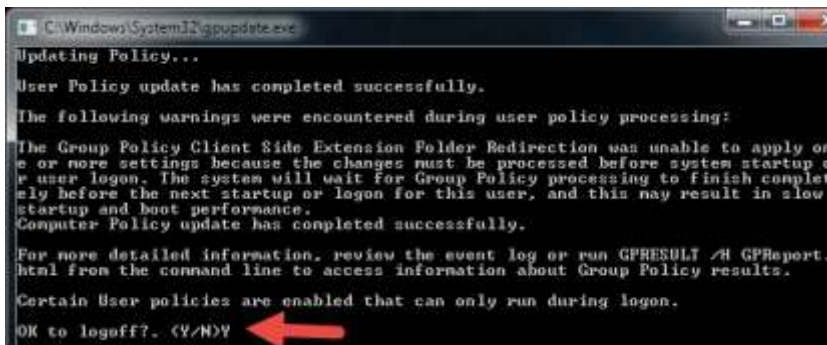 C:\Windows\System32\gpupdate.exe
Updating Policy...
User Policy update has completed successfully.
The following warnings were encountered during user policy processing:
The Group Policy Client Side Extension Folder Redirection was unable to apply on
e or more settings because the changes must be processed before system startup o
r user logon. The system will wait for Group Policy processing to finish complet
ely before the next startup or logon for this user, and this may result in slow
startup and boot performance.
Computer Policy update has completed successfully.
For more detailed information, review the event log or run GPRESULT /H GPReport.
html from the command line to access information about Group Policy results.
Certain User policies are enabled that can only run during logon.
OK to logoff?. (Y/N)Y